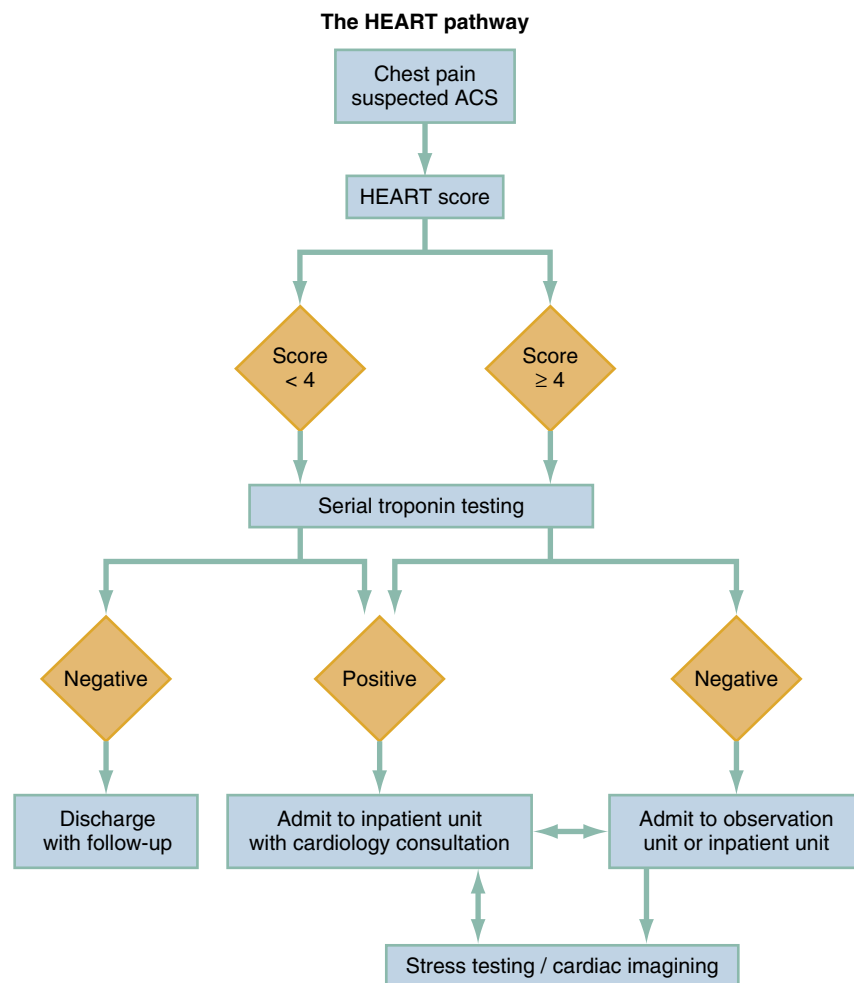 The HEART pathway
Chest pain
suspected ACS
HEART score
Score
< 4
Score
≥ 4
Serial troponin testing
Negative
Positive
Negative
Discharge
with follow-up
Admit to inpatient unit
with cardiology consultation
Admit to observation
unit or inpatient unit
Stress testing / cardiac imagining